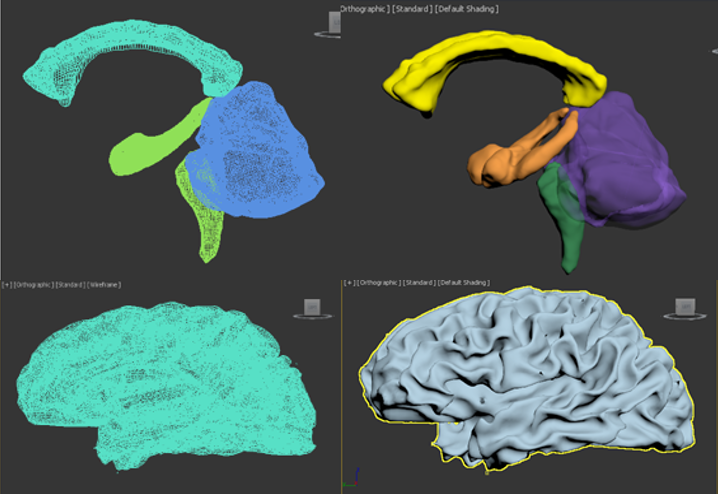 Orthographic ] [Standard ] [Default Shading ]
[+] [Orthographic ] [Standard ] [Wireframe ]
[+] [Orthographic ] [Standard ] [Default Shading ]